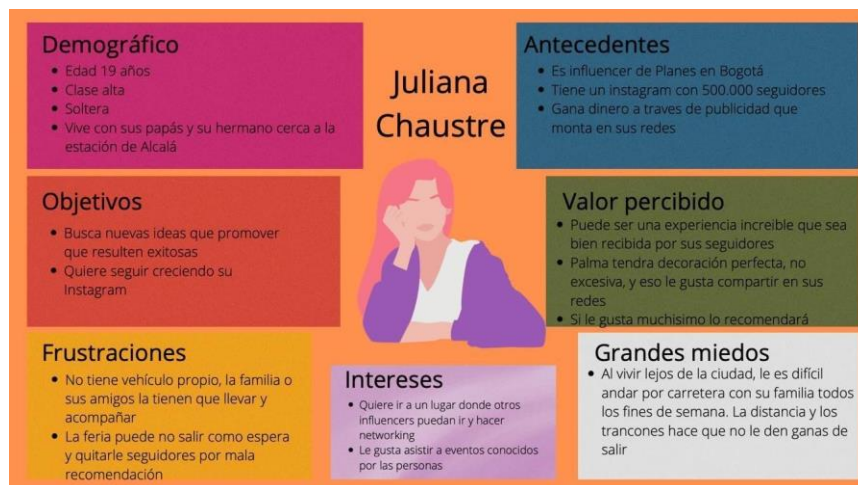 Demográfico
• Edad 19 años
• Clase alta
• Soltera
• Vive con sus papás y su hermano cerca a la
estación de Alcalá
Juliana
Chaustre
Antecedentes
• Es influencer de Planes en Bogotá
• Tiene un instagram con 500.000 seguidores
• Gana dinero a traves de publicidad que
monta en sus redes
Objetivos
• Busca nuevas ideas que promover
que resulten exitosas
• Quiere seguir creciendo su
Instagram
Valor percibido
• Puede ser una experiencia increible que sea
bien recibida por sus seguidores
• Palma tendra decoración perfecta, no
excesiva, y eso le gusta compartir en sus
redes
• Si le gusta muchisimo lo recomendará
Frustraciones
• No tiene vehículo propio, la familia o
sus amigos la tienen que llevar y
acompañar
• La feria puede no salir como espera
y quitarle seguidores por mala
recomendación
Intereses
• Quiere ir a un lugar donde otros
influencers puedan ir y hacer
networking
• Le gusta asistir a eventos conocidos
por las personas
Grandes miedos
• Al vivir lejos de la ciudad, le es difícil
andar por carretera con su familia todos
los fines de semana. La distancia y los
trancones hace que no le den ganas de
salir